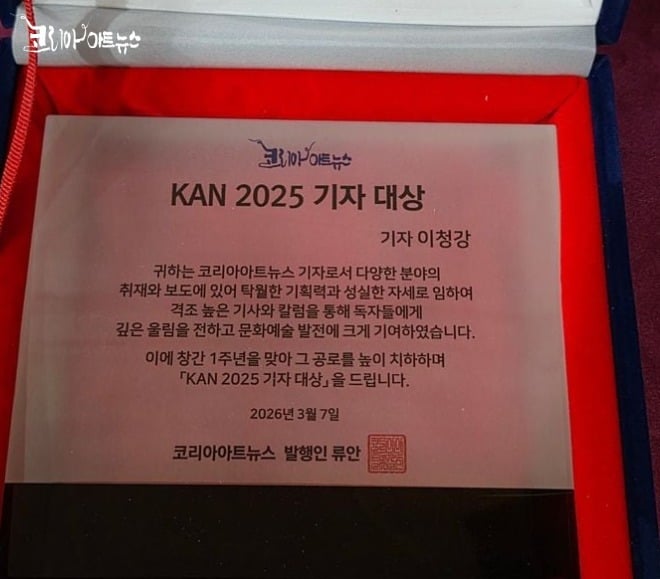 코리아아트뉴스
코리아아트뉴스
KAN 2025 기자 대상
기자 이청강
귀하는 코리아아트뉴스 기자로서 다양한 분야의
취재와 보도에 있어 탁월한 기획력과 성실한 자세로 임하여
격조 높은 기사와 칼럼을 통해 독자들에게
깊은 울림을 전하고 문화예술 발전에 크게 기여하였습니다.
이에 창간 1주년을 맞아 그 공로를 높이 치하하며
「KAN 2025 기자 대상」을 드립니다.
2026년 3월 7일
코리아아트뉴스 발행인 류안